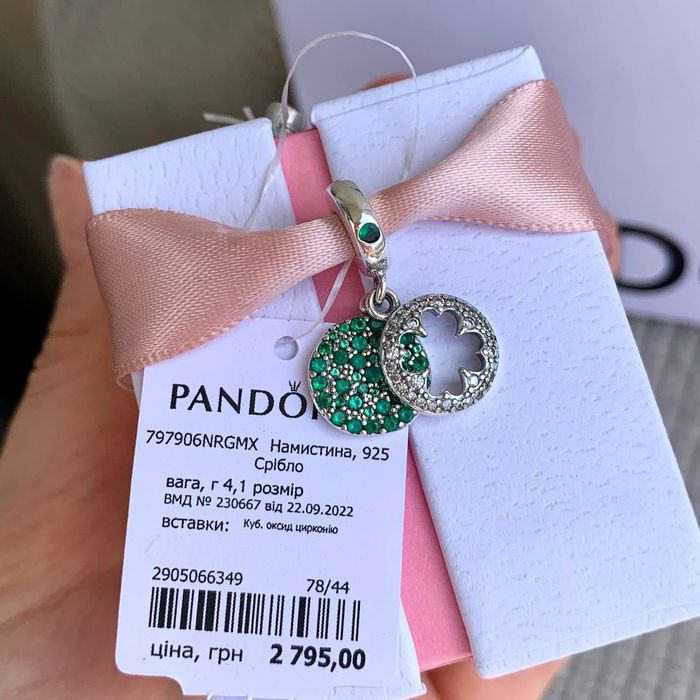 PANDOR
797906NRGMX Намистина, 925
Срібло
вага, г 4,1 розмір
ВМД № 230667 від 22.09.2022
вставки: Куб. оксид цирконію
2905066349 78/44
ціна, грн 2 795,00